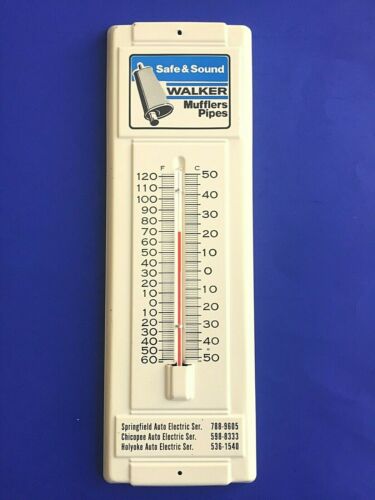 Safe & Sound
WALKER
Mufflers
Pipes
F C
120 50
110
100 40
90
80 30
70 20
60
50 10
40
30 0
20
10 10
0
10 20
20
30 30
40 40
50
60 50
Springfield Auto Electric Ser. 788-9605
Chicopee Auto Electric Ser. 598-8333
Holyoke Auto Electric Ser. 536-1540